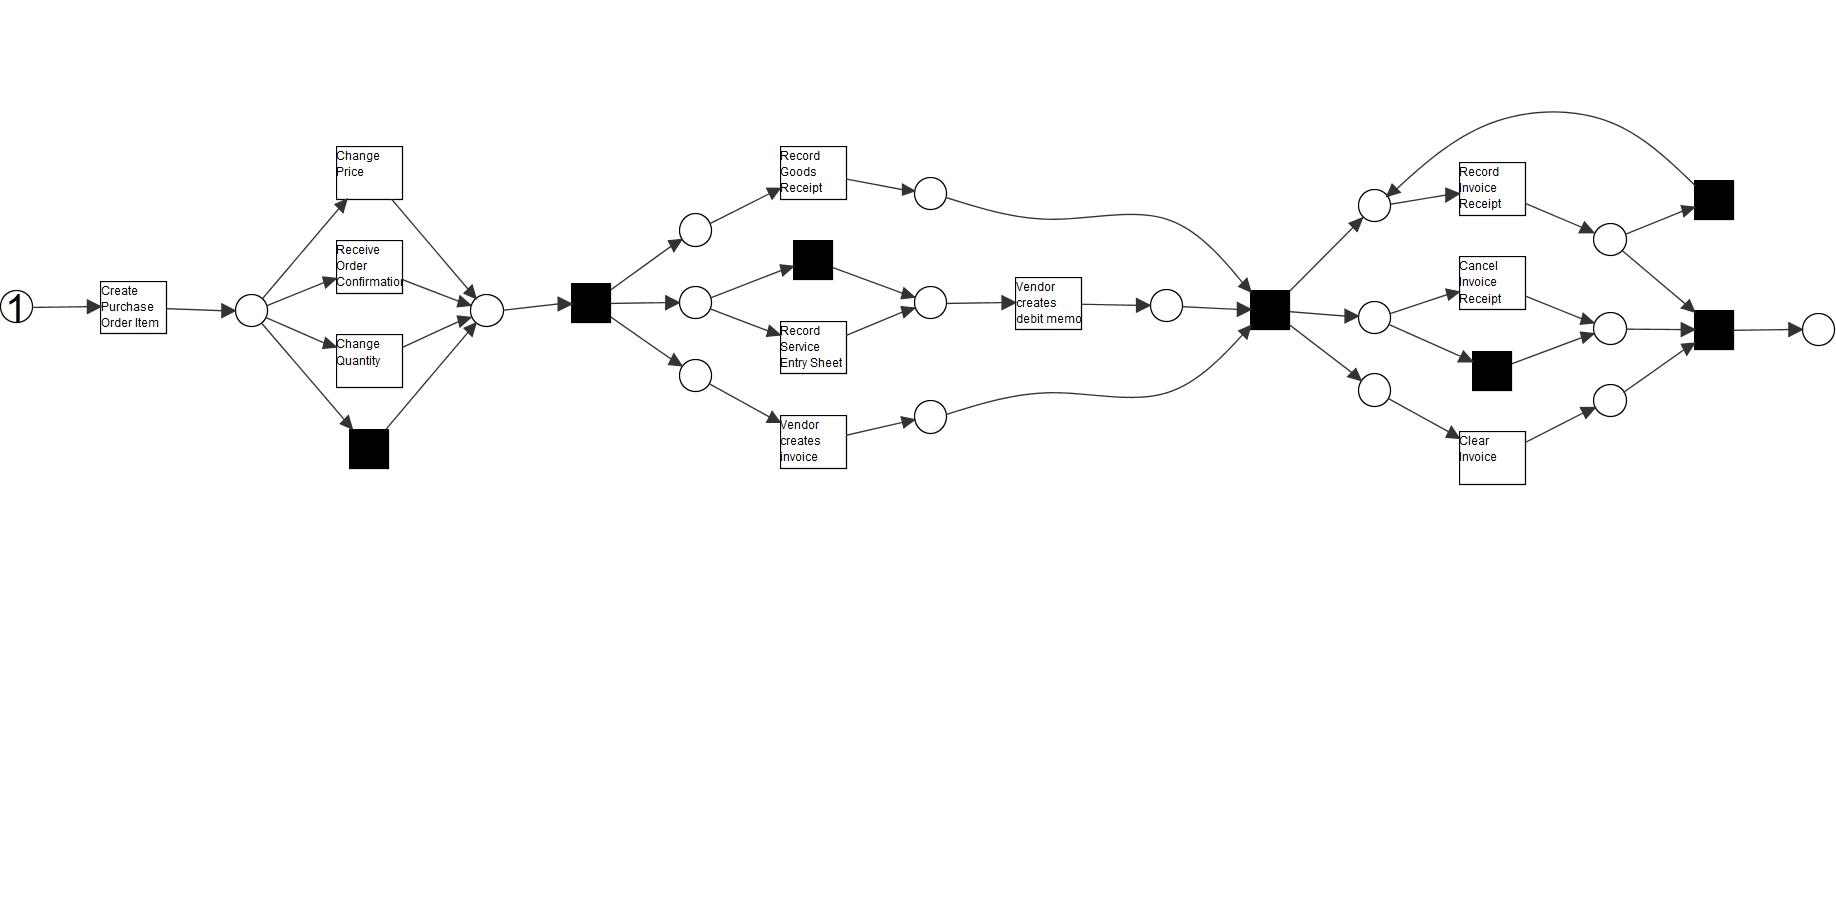 1
Create
Purchase
Order Item
Change
Price
Receive
Order
Confirmation
Change
Quantity
Record
Goods
Receipt
Record
Service
Entry Sheet
Vendor
creates
invoice
Vendor
creates
debit memo
Record
Invoice
Receipt
Cancel
Invoice
Receipt
Clear
Invoice